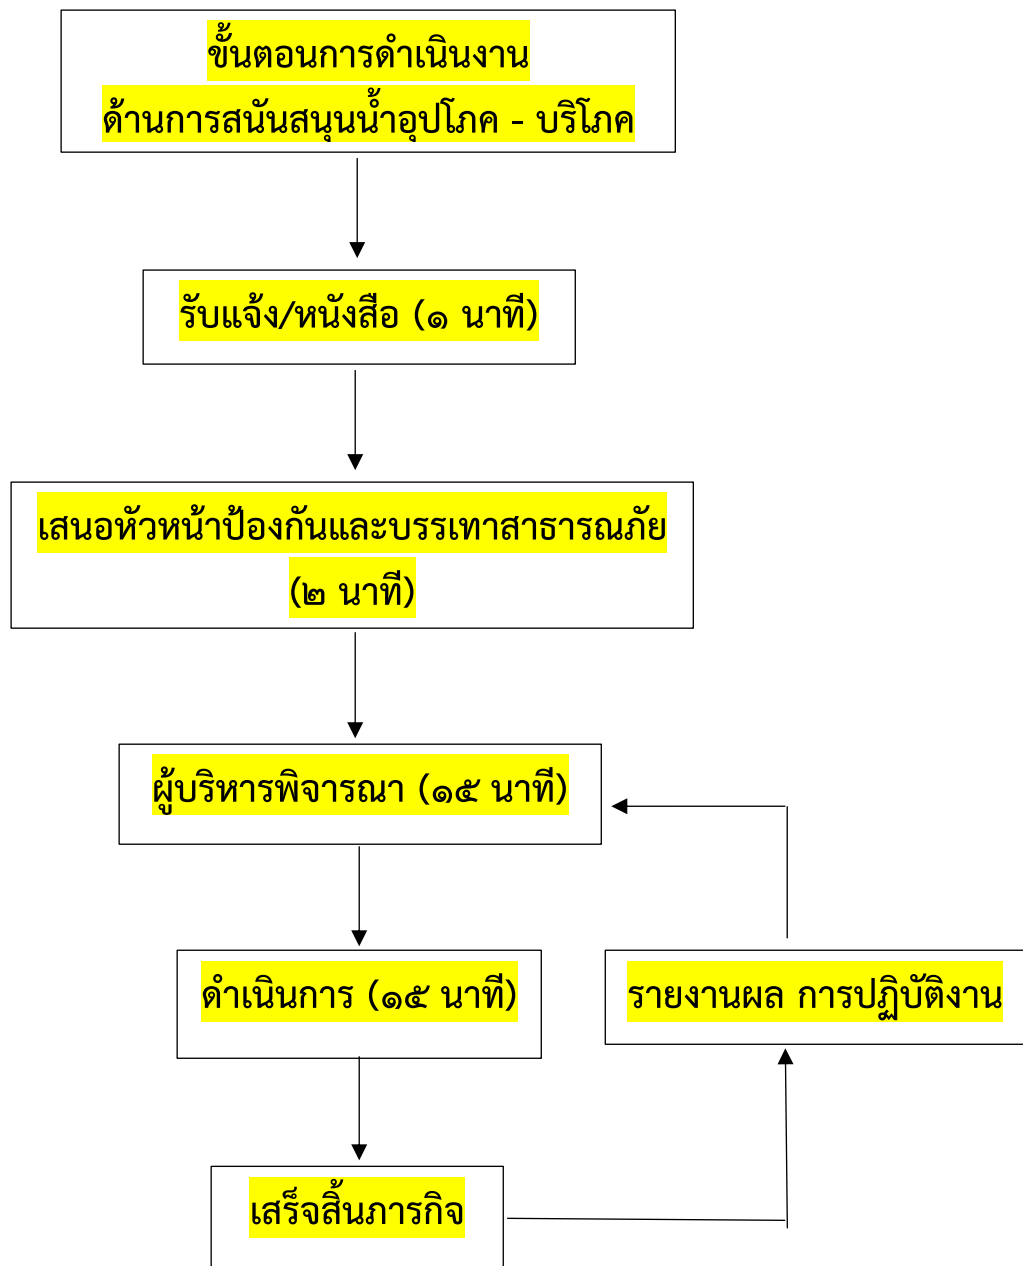 ขั้นตอนการดำเนินงาน
ด้านการสนันสนุนน้ำอุปโภค - บริโภค
รับแจ้ง/หนังสือ (๑ นาที)
เสนอหัวหน้าป้องกันและบรรเทาสาธารณภัย
(๒ นาที)
ผู้บริหารพิจารณา (๑๕ นาที)
ดำเนินการ (๑๕ นาที)
รายงานผล การปฏิบัติงาน
เสร็จสิ้นภารกิจ